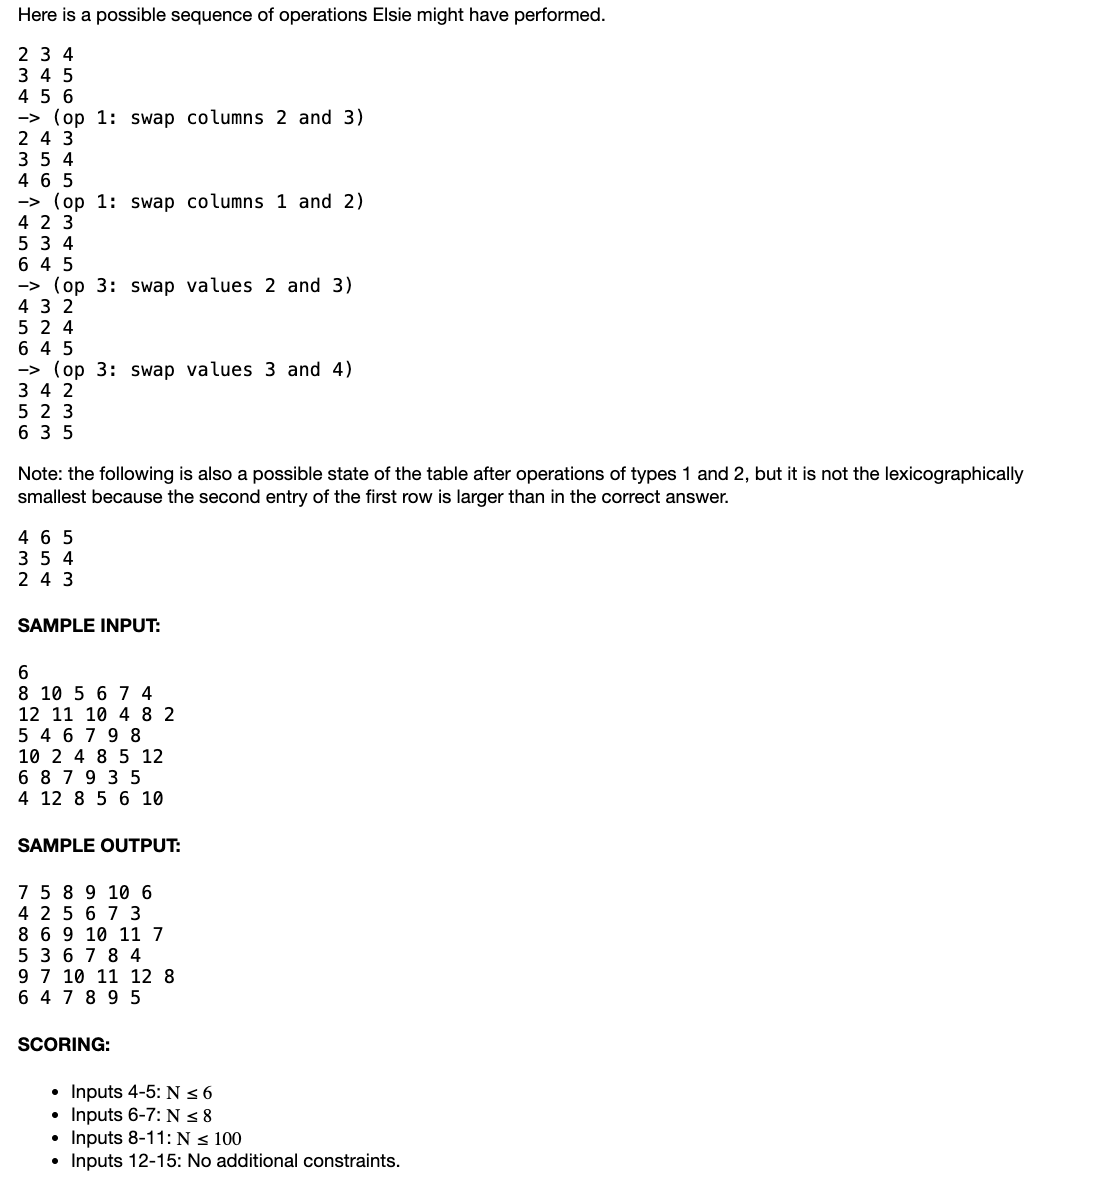 Here is a possible sequence of operations Elsie might have performed.
2 3 4
3 4 5
4 5 6
-> (op 1: swap columns 2 and 3)
2 4 3
3 5 4
4 6 5
-> (op 1: swap columns 1 and 2)
4 2 3
5 3 4
6 4 5
-> (op 3: swap values 2 and 3)
4 3 2
5 2 4
6 4 5
-> (op 3: swap values 3 and 4)
3 4 2
5 2 3
6 3 5
Note: the following is also a possible state of the table after operations of types 1 and 2, but it is not the lexicographically
smallest because the second entry of the first row is larger than in the correct answer.
4 6 5
3 5 4
2 4 3
SAMPLE INPUT:
6
8 10 5 6 7 4
12 11 10 4 8 2
5 4 6 7 9 8
10 2 4 8 5 12
6 8 7 9 3 5
4 12 8 5 6 10
SAMPLE OUTPUT:
7 5 8 9 10 6
4 2 5 6 7 3
8 6 9 10 11 7
5 3 6 7 8 4
9 7 10 11 12 8
6 4 7 8 9 5
SCORING:
• Inputs 4-5: N ≤ 6
• Inputs 6-7: N ≤ 8
• Inputs 8-11: N ≤ 100
• Inputs 12-15: No additional constraints.